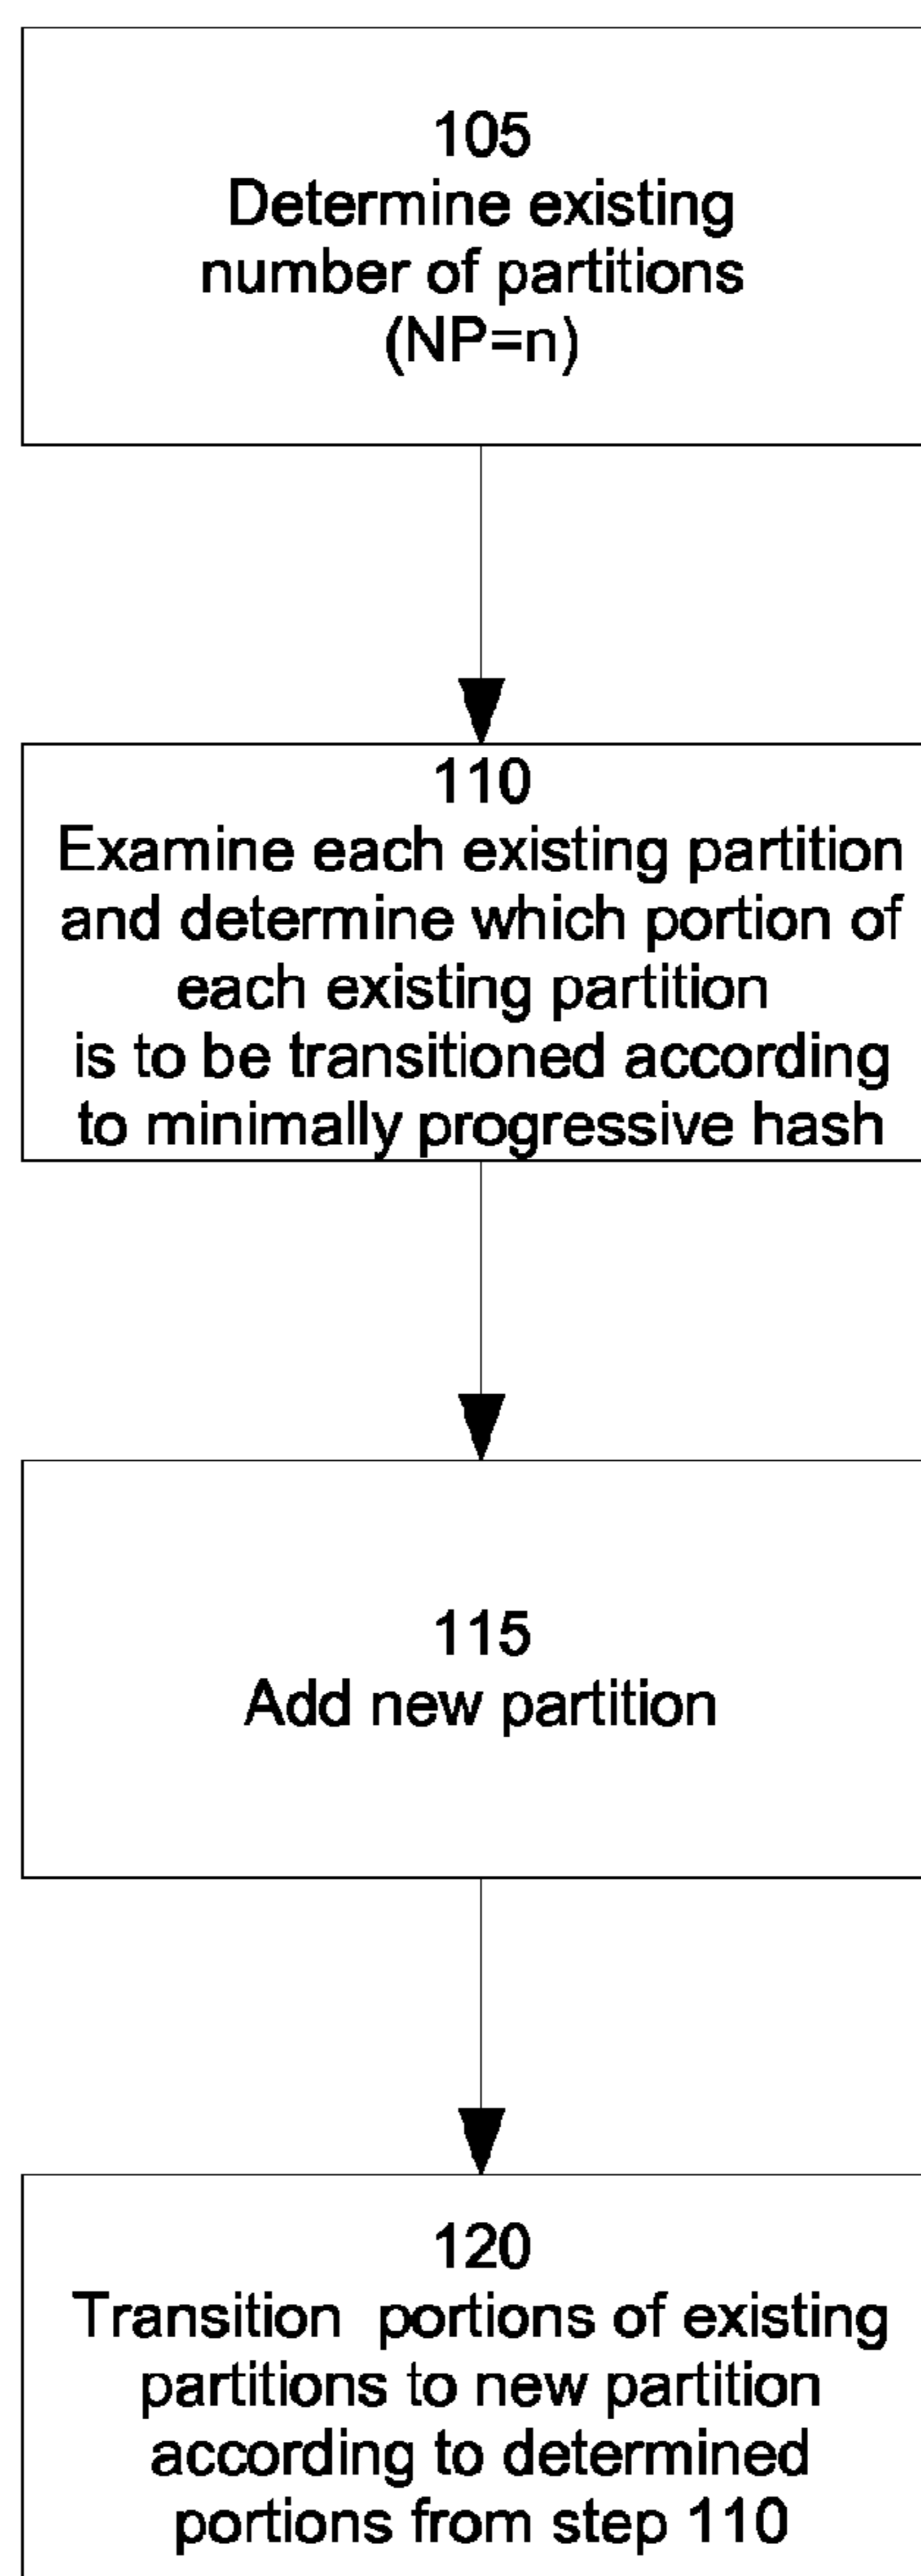 105
Determine existing
number of partitions
(NP=n)
110
Examine each existing partition
and determine which portion of
each existing partition
is to be transitioned according
to minimally progressive hash
115
Add new partition
120
Transition portions of existing
partitions to new partition
according to determined
portions from step 110